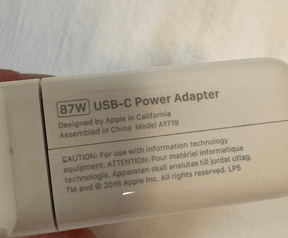 87W USB-C Power Adapter
Designed by Apple in California
Assembled in China Model A1719
CAUTION: For use with information technology
equipment. ATTENTION: Pour matériel informatique
technologie. Apparaten skall anslutas till jordat uttag.
TM and © 2016 Apple Inc. All rights reserved. LPS